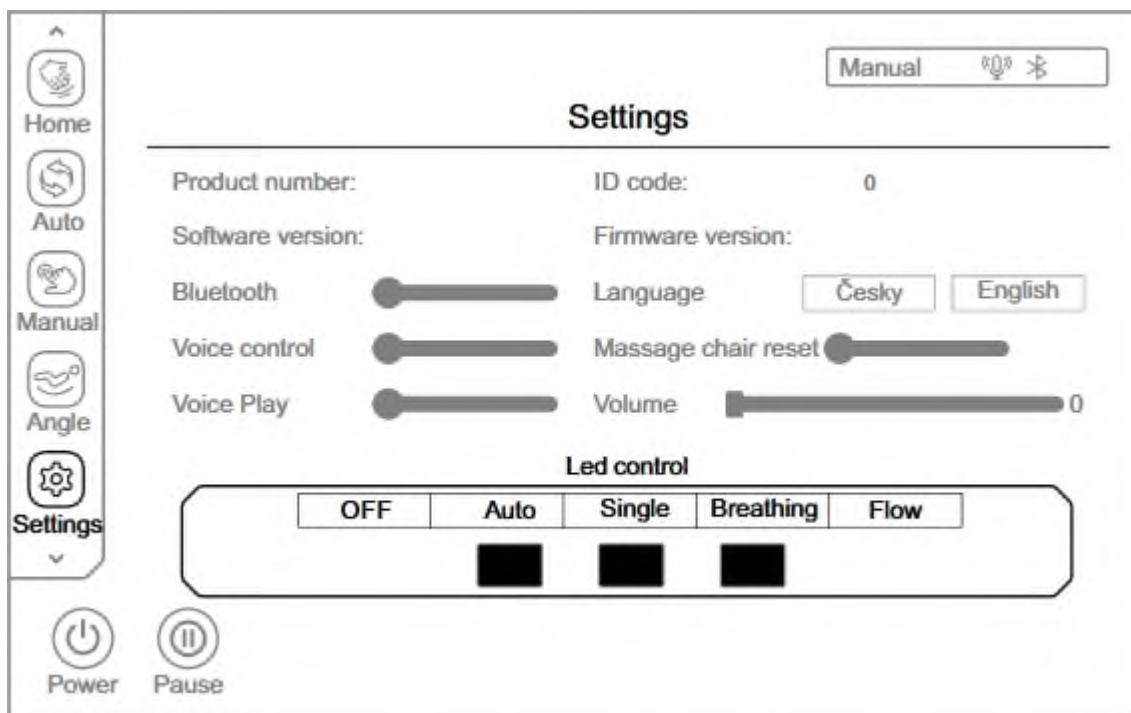 Manual
Settings
Home
Auto
Manual
Angle
Settings
Product number:
ID code: 0
Software version:
Firmware version:
Bluetooth
Language Česky English
Voice control
Massage chair reset
Voice Play
Volume 0
Led control
OFF Auto Single Breathing Flow
Power
Pause